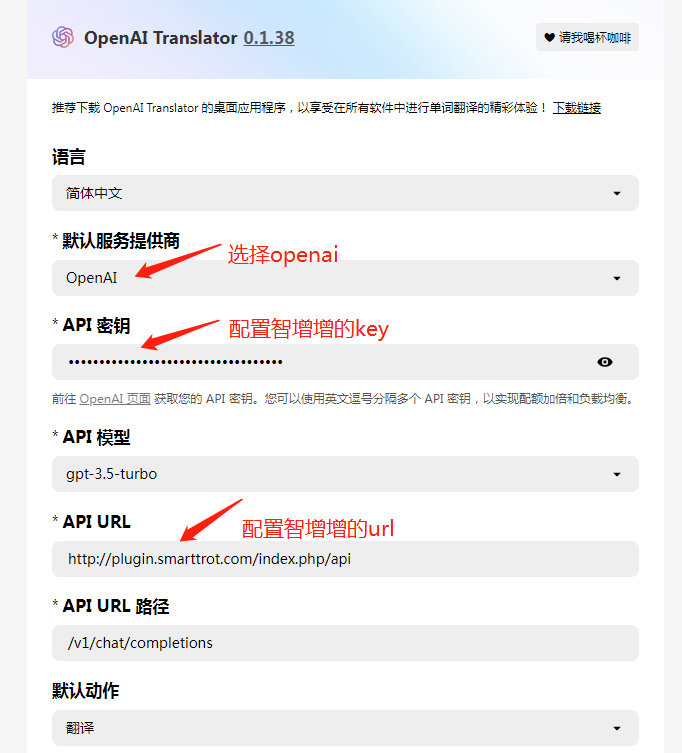 OpenAI Translator 0.1.38
请我喝杯咖啡
推荐下载 OpenAI Translator 的桌面应用程序，以享受在所有软件中进行单词翻译的精彩体验！ 下载链接
语言
简体中文
* 默认服务提供商
选择openai
OpenAI
* API 密钥
配置智增增的key
••••••••••••••••••••••••••••••••••••
前往 OpenAI 页面 获取您的 API 密钥。您可以使用英文逗号分隔多个 API 密钥，以实现配额加倍和负载均衡。
* API 模型
gpt-3.5-turbo
* API URL
配置智增增的url
http://plugin.smarttrot.com/index.php/api
* API URL 路径
/v1/chat/completions
默认动作
翻译